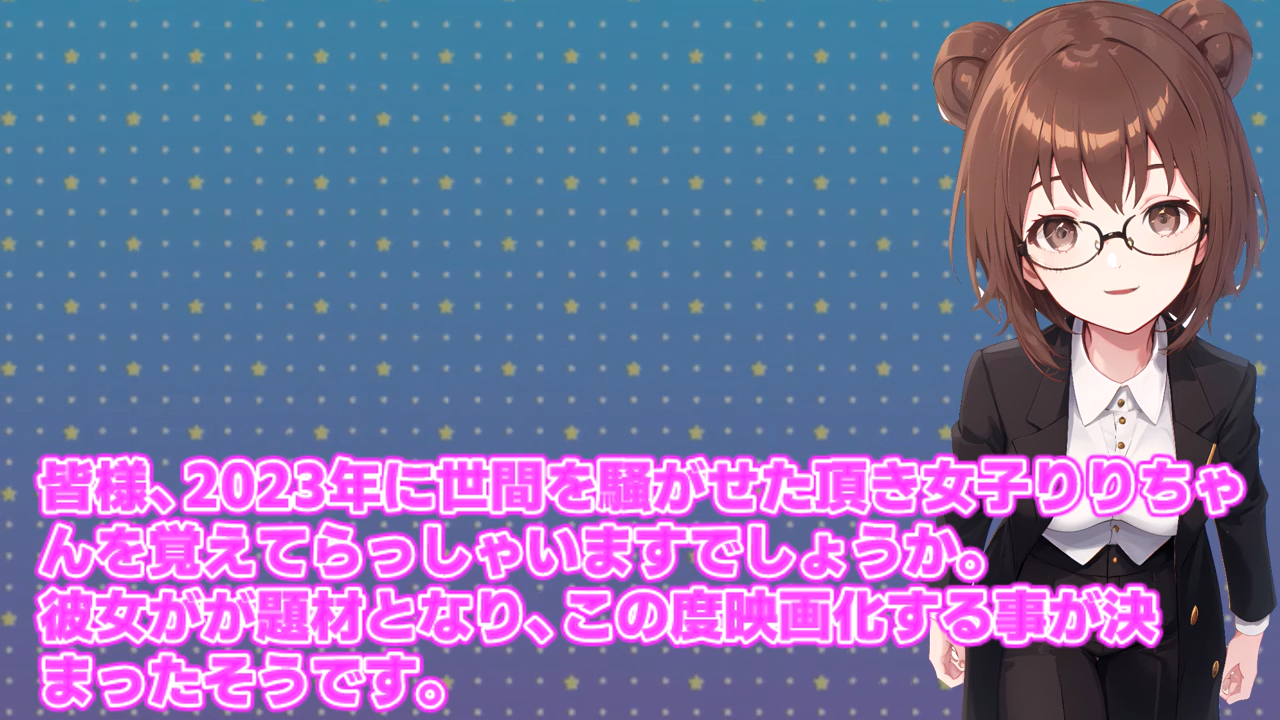 皆様、2023年に世間を騒がせた頂き女子りりちゃ
んを覚えてらっしゃいますでしょうか。
彼女がが題材となり、この度映画化する事が決
まったそうです。